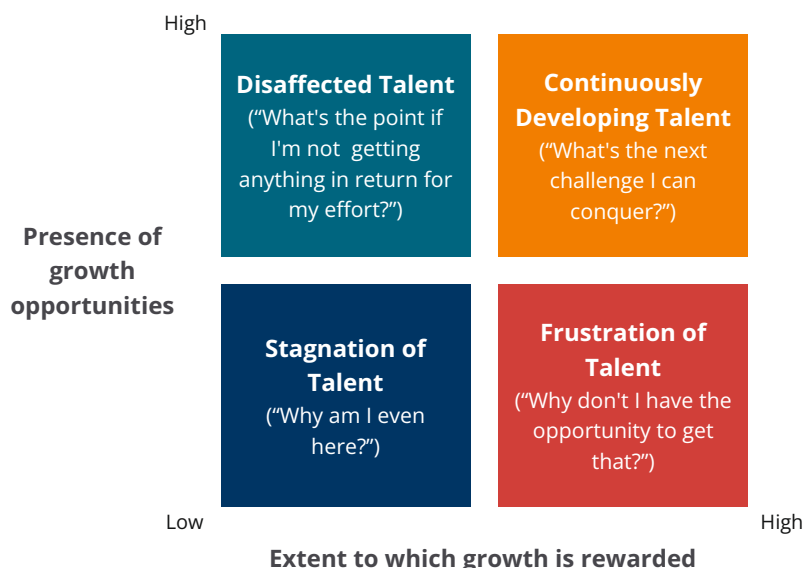 High
Disaffected Talent
(“What's the point if
I'm not getting
anything in return for
my effort?”)
Continuously
Developing Talent
(“What's the next
challenge I can
conquer?”)
Presence of
growth
opportunities
Stagnation of
Talent
(“Why am I even
here?”)
Frustration of
Talent
(“Why don't I have the
opportunity to get
that?”)
Low
High
Extent to which growth is rewarded